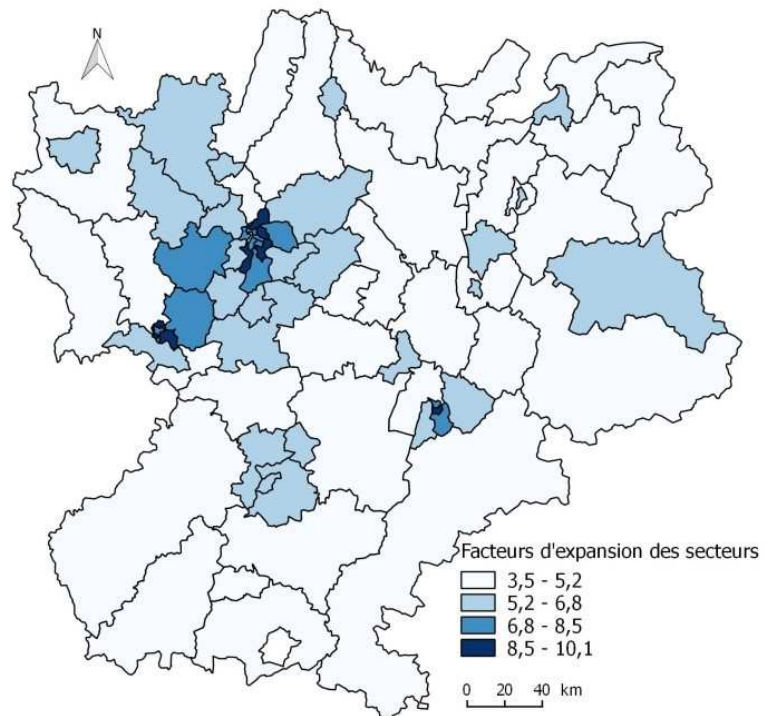 N
Facteurs d'expansion des secteurs
3,5 - 5,2
5,2 - 6,8
6,8 - 8,5
8,5 - 10,1
0 20 40 km